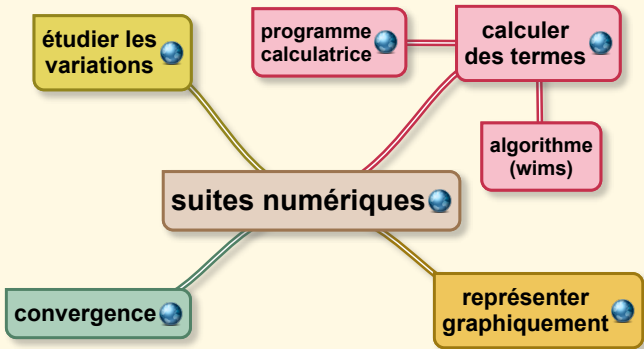 étudier les
variations
programme
calculatrice
calculer
des termes
algorithme
(wims)
suites numériques
convergence
représenter
graphiquement